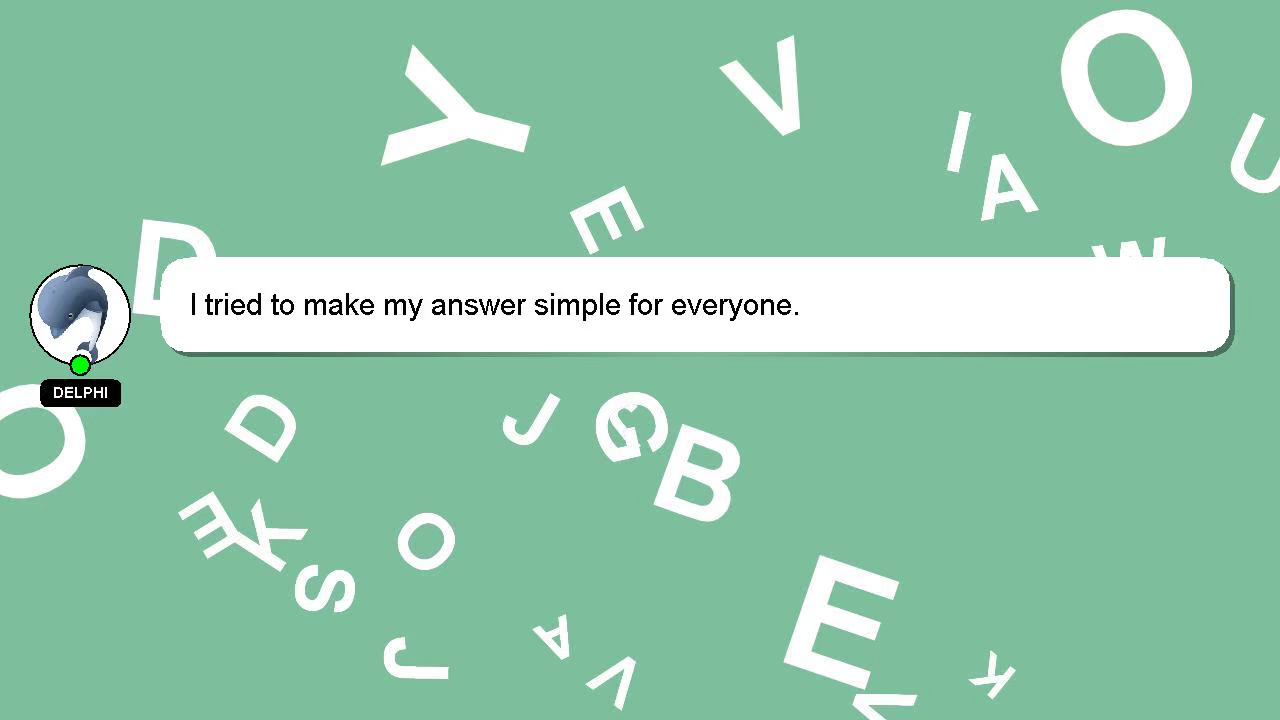 Y
V
O
I
A
U
E
D
W
I tried to make my answer simple for everyone.
DELPHI
O
D
J
G
B
E
K
S
O
J
A
V
E
V
K